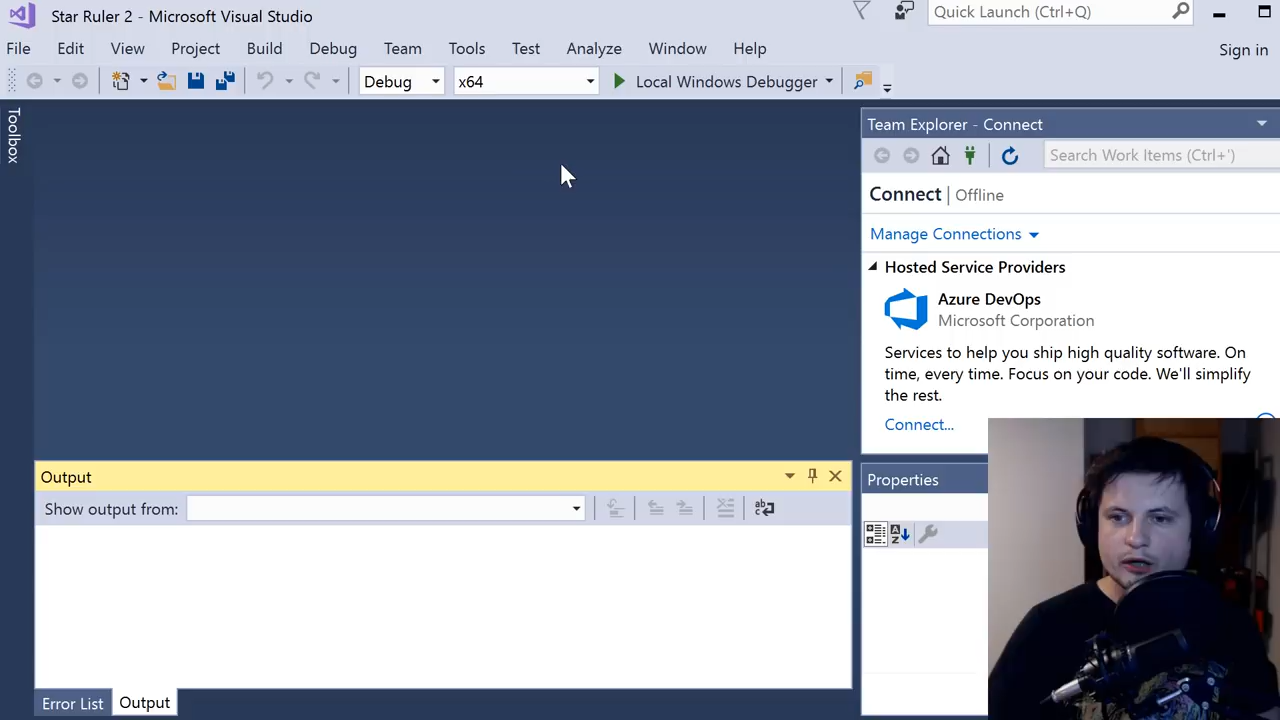 Star Ruler 2 - Microsoft Visual Studio
Quick Launch (Ctrl+Q)
File Edit View Project Build Debug Team Tools Test Analyze Window Help
Sign in
Debug x64 Local Windows Debugger
Toolbox
Team Explorer - Connect
Search Work Items (Ctrl+')
Connect | Offline
Manage Connections
Hosted Service Providers
Azure DevOps
Microsoft Corporation
Services to help you ship high quality software. On
time, every time. Focus on your code. We'll simplify
the rest.
Connect...
Output
Show output from:
Properties
Error List Output